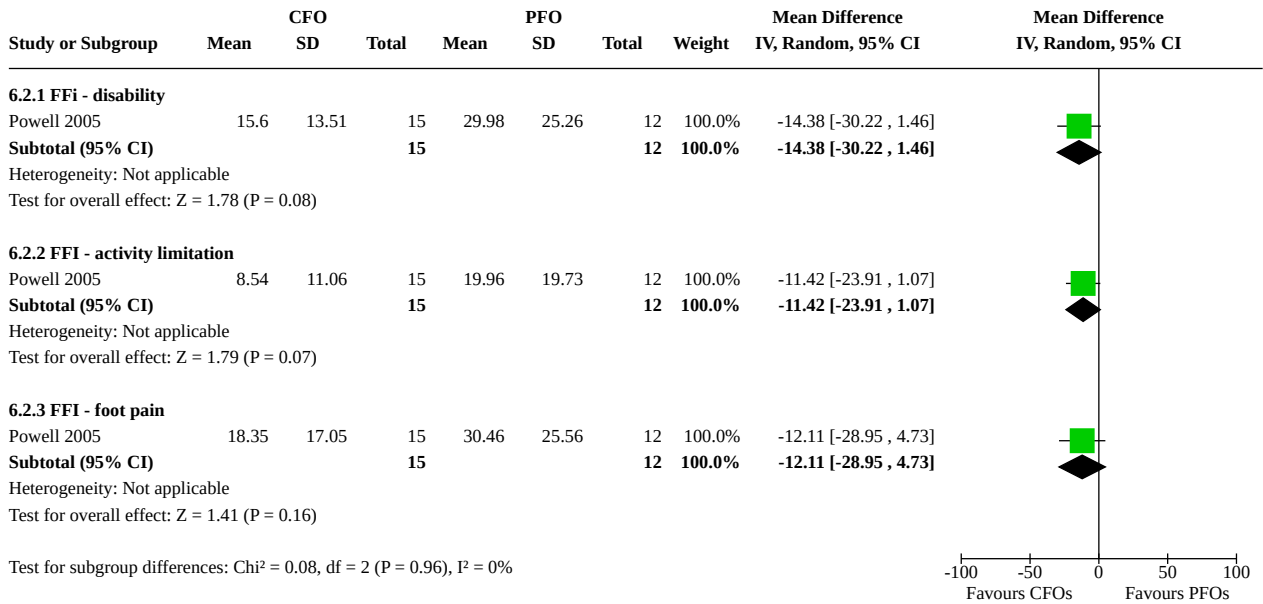 CFO PFO Mean Difference Mean Difference
Study or Subgroup Mean SD Total Mean SD Total Weight IV, Random, 95% CI IV, Random, 95% CI
6.2.1 FFi - disability
Powell 2005 15.6 13.51 15 29.98 25.26 12 100.0% -14.38 [-30.22 , 1.46]
Subtotal (95% CI) 15 12 100.0% -14.38 [-30.22 , 1.46]
Heterogeneity: Not applicable
Test for overall effect: Z = 1.78 (P = 0.08)
6.2.2 FFI - activity limitation
Powell 2005 8.54 11.06 15 19.96 19.73 12 100.0% -11.42 [-23.91 , 1.07]
Subtotal (95% CI) 15 12 100.0% -11.42 [-23.91 , 1.07]
Heterogeneity: Not applicable
Test for overall effect: Z = 1.79 (P = 0.07)
6.2.3 FFI - foot pain
Powell 2005 18.35 17.05 15 30.46 25.56 12 100.0% -12.11 [-28.95 , 4.73]
Subtotal (95% CI) 15 12 100.0% -12.11 [-28.95 , 4.73]
Heterogeneity: Not applicable
Test for overall effect: Z = 1.41 (P = 0.16)
Test for subgroup differences: Chi² = 0.08, df = 2 (P = 0.96), I² = 0%
-100 -50 0 50 100
Favours CFOs Favours PFOs